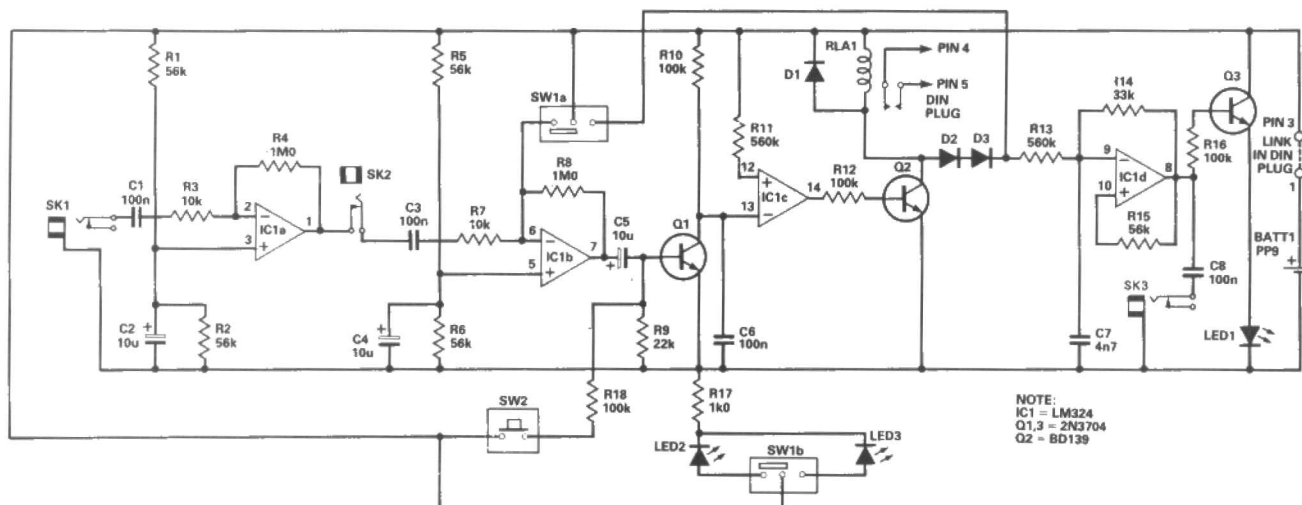 R1
56k
R5
56k
R10
100k
RLA1
PIN 4
D1
PIN 5
DIN
PLUG
SW1a
R4
1M0
SK2
R8
1M0
R11
560k
D2
D3
R13
560k
R14
33k
Q3
PIN 3
LINK
IN DIN
PLUG
1
R16
100k
SK1
C1
100n
R3
10k
2
3
IC1a
1
C3
100n
R7
10k
6
5
IC1b
7
C5
10u
Q1
12
13
IC1c
14
R12
100k
Q2
9
10
IC1d
8
R15
56k
BATT1
PP9
C2
10u
R2
56k
C4
10u
R6
56k
R9
22k
C6
100n
C7
4n7
SK3
C8
100n
LED1
SW2
R18
100k
R17
1k0
LED2
LED3
SW1b
NOTE:
IC1 = LM324
Q1,3 = 2N3704
Q2 = BD139